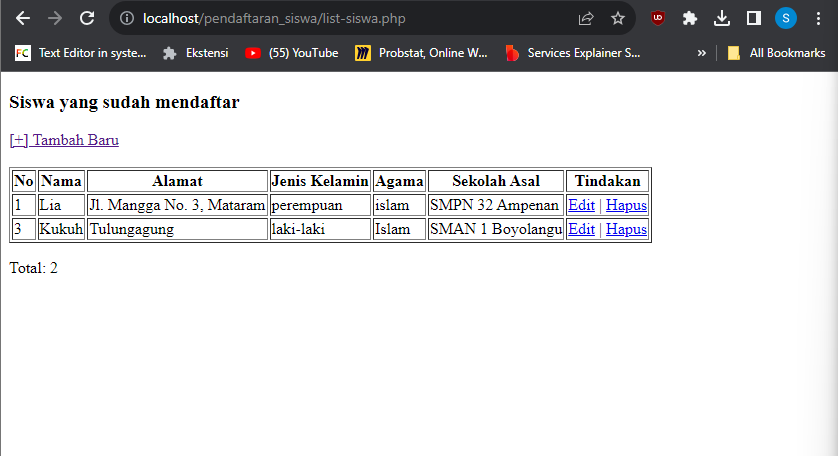 localhost/pendaftaran_siswa/list-siswa.php
S
FC Text Editor in syste... Ekstensi (55) YouTube Probstat, Online W... Services Explainer S... » All Bookmarks
Siswa yang sudah mendaftar
[+] Tambah Baru
No Nama Alamat Jenis Kelamin Agama Sekolah Asal Tindakan
1 Lia Jl. Mangga No. 3, Mataram perempuan islam SMPN 32 Ampenan Edit | Hapus
3 Kukuh Tulungagung laki-laki Islam SMAN 1 Boyolangu Edit | Hapus
Total: 2